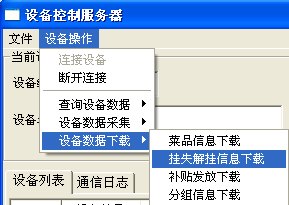 设备控制服务器
文件 设备操作
当前设
连接设备
断开连接
设备
查询设备数据
设备数据采集
设备
设备数据下载
菜品信息下载
挂失解挂信息下载
补贴发放下载
分组信息下载
设备列表 通信日志